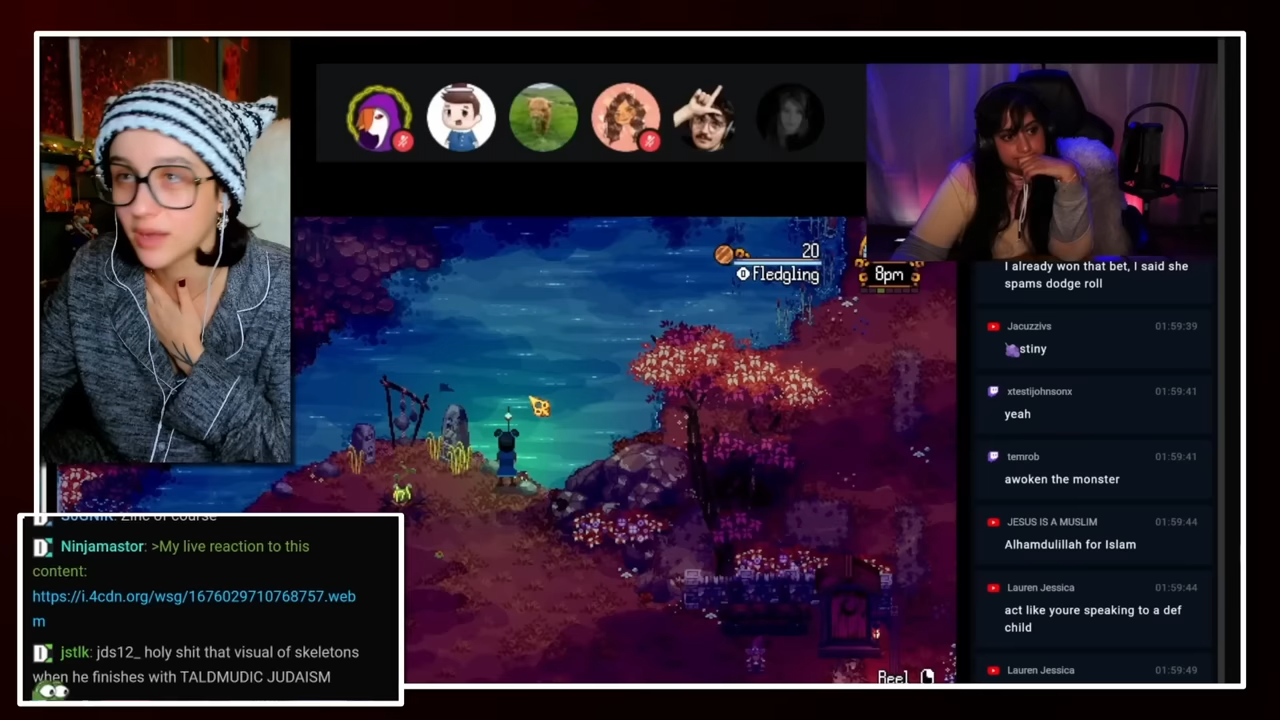 20
Fledgling
8pm
I already won that bet, I said she
spams dodge roll
Jacuzzivs 01:59:39
stiny
xtestijohnsonx 01:59:41
yeah
temrob 01:59:41
awoken the monster
JESUS IS A MUSLIM 01:59:44
Alhamdulillah for Islam
Lauren Jessica 01:59:44
act like youre speaking to a def
child
Lauren Jessica 01:59:49
Reel
Zinc of course
Ninjamastor: >My live reaction to this
content:
https://i.4cdn.org/wsg/1676029710768757.web
m
jstlk: jds12_ holy shit that visual of skeletons
when he finishes with TALDMUDIC JUDAISM